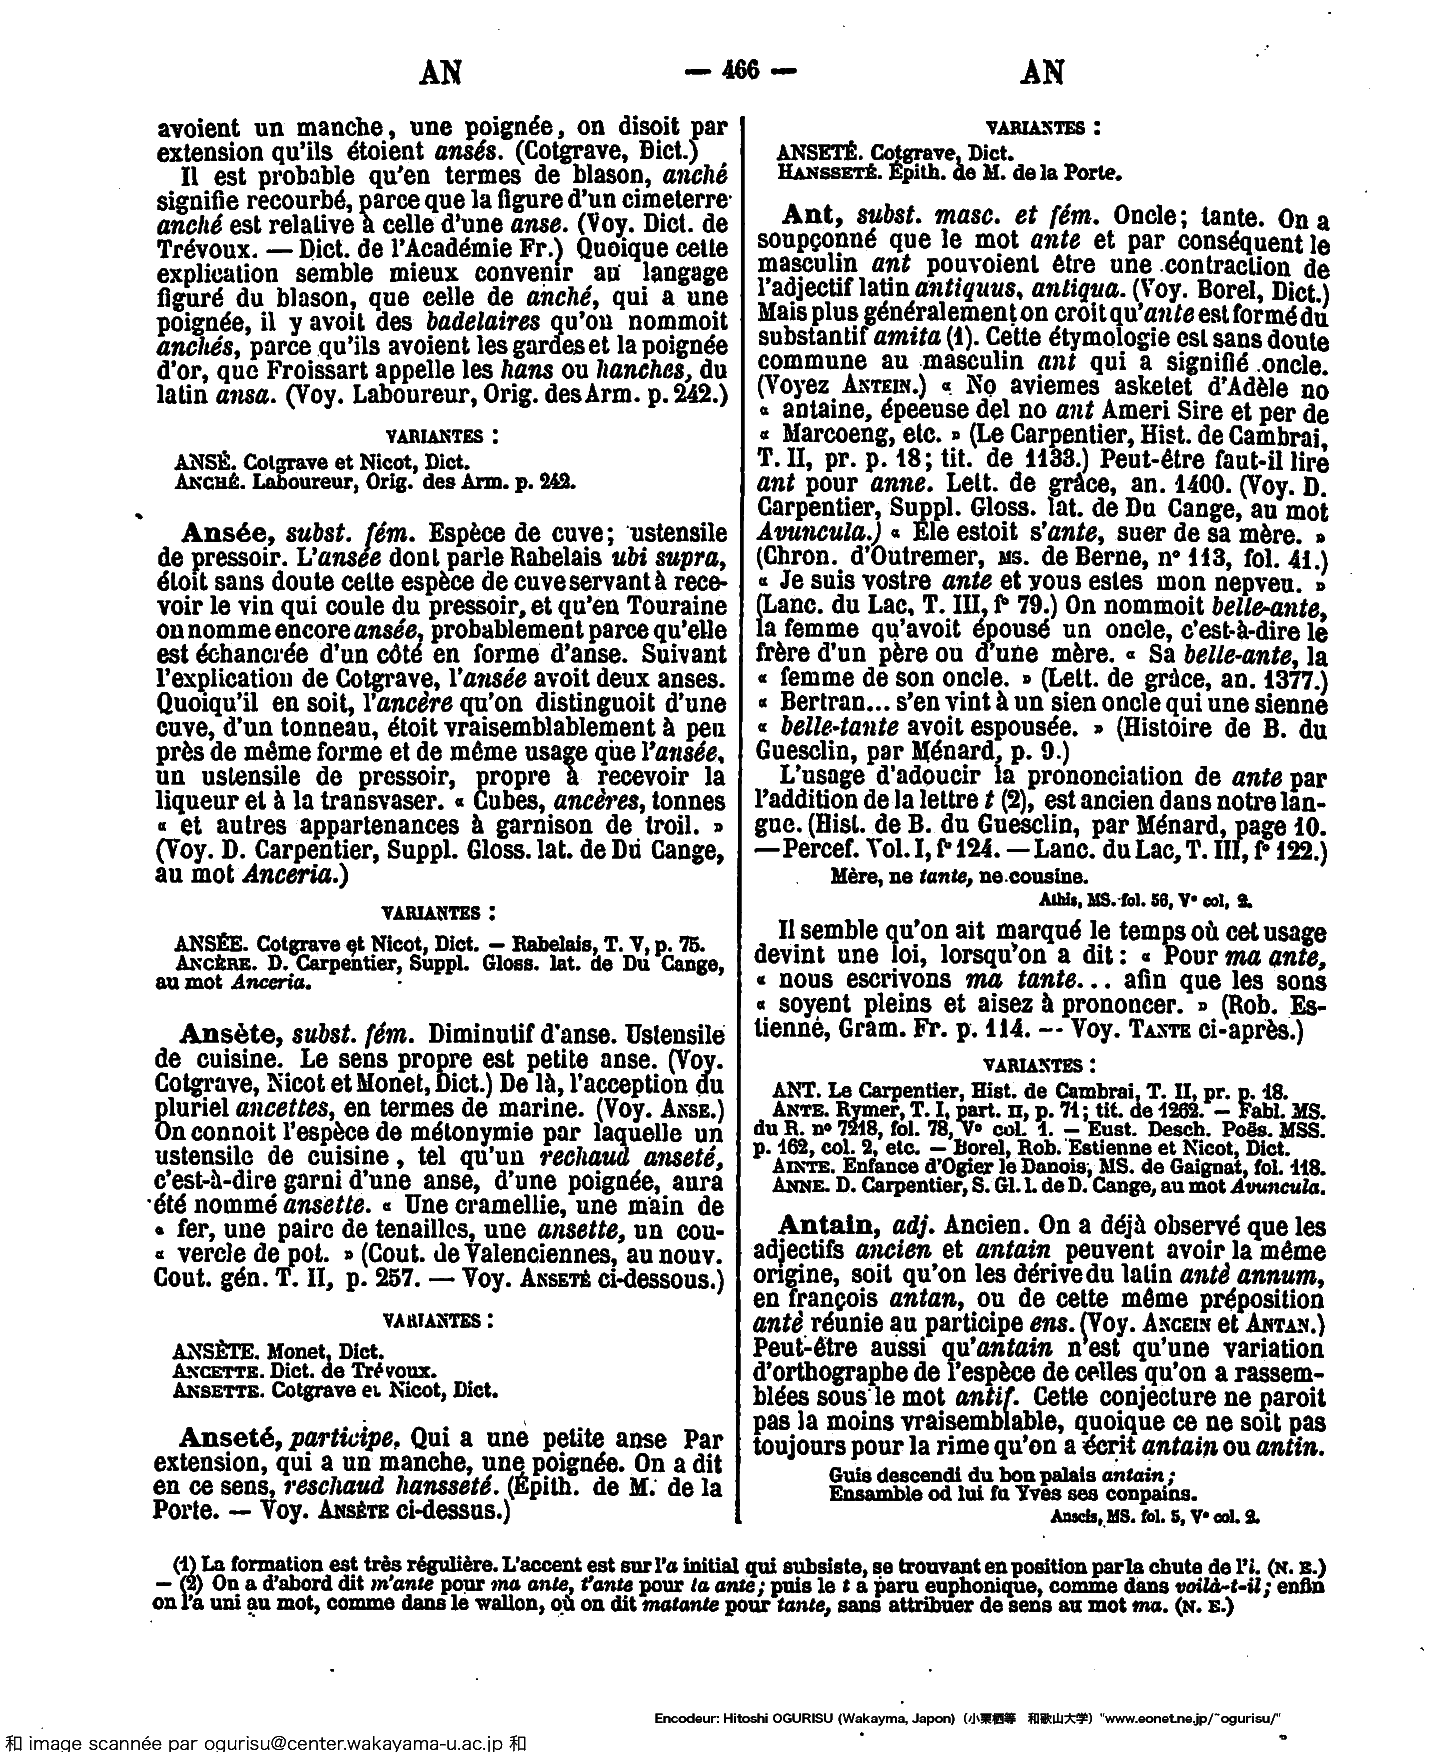 AN — 466 — AN
avoient un manche, une poignée, on disoit par
extension qu'ils étoient ansés. (Cotgrave, Dict.)
Il est probable qu'en termes de blason, anché
signifie recourbé, parce que la figure d'un cimeterre
anché est relative à celle d'une anse. (Voy. Dict. de
Trévoux. — Dict. de l'Académie Fr.) Quoique cette
explication semble mieux convenir au langage
figuré du blason, que celle de anché, qui a une
poignée, il y avoit des badelaires qu'on nommoit
anchés, parce qu'ils avoient les gardes et la poignée
d'or, que Froissart appelle les hans ou hanches, du
latin ansa. (Voy. Laboureur, Orig. des Arm. p. 242.)
VARIANTES :
ANSÉ. Cotgrave et Nicot, Dict.
ANCHÉ. Laboureur, Orig. des Arm. p. 242.
Ansée, subst. fém. Espèce de cuve; ustensile
de pressoir. L'ansée dont parle Rabelais ubi supra,
étoit sans doute cette espèce de cuve servant à rece-
voir le vin qui coule du pressoir, et qu'en Touraine
on nomme encore ansée, probablement parce qu'elle
est échancrée d'un côté en forme d'anse. Suivant
l'explication de Cotgrave, l'ansée avoit deux anses.
Quoiqu'il en soit, l'ancère qu'on distinguoit d'une
cuve, d'un tonneau, étoit vraisemblablement à peu
près de même forme et de même usage que l'ansée,
un ustensile de pressoir, propre à recevoir la
liqueur et à la transvaser. « Cubes, ancères, tonnes
« et autres appartenances à garnison de troil. »
(Voy. D. Carpentier, Suppl. Gloss. lat. de Du Cange,
au mot Anceria.)
VARIANTES :
ANSÉE. Cotgrave et Nicot, Dict. — Rabelais, T. V, p. 75.
ANCÈRE. D. Carpentier, Suppl. Gloss. lat. de Du Cange,
au mot Anceria.
Ansète, subst. fém. Diminutif d'anse. Ustensile
de cuisine. Le sens propre est petite anse. (Voy.
Cotgrave, Nicot et Monet, Dict.) De là, l'acception du
pluriel ancettes, en termes de marine. (Voy. ANSE.)
On connoit l'espèce de métonymie par laquelle un
ustensile de cuisine, tel qu'un rechaud anseté,
c'est-à-dire garni d'une anse, d'une poignée, aura
été nommé ansette. « Une cramellie, une main de
« fer, une paire de tenailles, une ansette, un cou-
« vercle de pot. » (Cout. de Valenciennes, au nouv.
Cout. gén. T. II, p. 257. — Voy. ANSETÉ ci-dessous.)
VARIANTES :
ANSÈTE. Monet, Dict.
ANCETTE. Dict. de Trévoux.
ANSETTE. Cotgrave et Nicot, Dict.
Anseté, participe. Qui a une petite anse Par
extension, qui a un manche, une poignée. On a dit
en ce sens, reschaud hansseté. (Épith. de M. de la
Porte. — Voy. ANSÈTE ci-dessus.)
VARIANTES :
ANSETÉ. Cotgrave, Dict.
HANSSETÉ. Épith. de M. de la Porte.
Ant, subst. masc. et fém. Oncle; tante. On a
soupçonné que le mot ante et par conséquent le
masculin ant pouvoient être une contraction de
l'adjectif latin antiquus, antiqua. (Voy. Borel, Dict.)
Mais plus généralement on croit qu'ante est formé du
substantif amita (1). Cette étymologie est sans doute
commune au masculin ant qui a signifié oncle.
(Voyez ANTEIN.) « No aviemes asketet d'Adèle no
« antaine, épeeuse del no ant Ameri Sire et per de
« Marcoeng, etc. » (Le Carpentier, Hist. de Cambrai,
T. II, pr. p. 18; tit. de 1133.) Peut-être faut-il lire
ant pour anne. Lett. de grâce, an. 1400. (Voy. D.
Carpentier, Suppl. Gloss. lat. de Du Cange, au mot
Avuncula.) « Ele estoit s'ante, suer de sa mère. »
(Chron. d'Outremer, MS. de Berne, n° 113, fol. 41.)
« Je suis vostre ante et vous estes mon nepveu. »
(Lanc. du Lac, T. III, f° 79.) On nommoit belle-ante,
la femme qu'avoit épousé un oncle, c'est-à-dire le
frère d'un père ou d'une mère. « Sa belle-ante, la
« femme de son oncle. » (Lett. de grâce, an. 1377.)
« Bertran... s'en vint à un sien oncle qui une sienne
« belle-tante avoit espousée. » (Histoire de B. du
Guesclin, par Ménard, p. 9.)
L'usage d'adoucir la prononciation de ante par
l'addition de la lettre t (2), est ancien dans notre lan-
gue. (Hist. de B. du Guesclin, par Ménard, page 10.
— Percef. Vol. I, f° 124. — Lanc. du Lac, T. III, f° 122.)
Mère, ne tante, ne cousine.
Athis, MS. fol. 56, V° col, 2.
Il semble qu'on ait marqué le temps où cet usage
devint une loi, lorsqu'on a dit : « Pour ma ante,
« nous escrivons ma tante... afin que les sons
« soyent pleins et aisez à prononcer. » (Rob. Es-
tienne, Gram. Fr. p. 114. -- Voy. TANTE ci-après.)
VARIANTES :
ANT. Le Carpentier, Hist. de Cambrai, T. II, pr. p. 18.
ANTE. Rymer, T. I, part. II, p. 71; tit. de 1262. — Fabl. MS.
du R. n° 7218, fol. 78, V° col. 1. — Eust. Desch. Poës. MSS.
p. 162, col. 2, etc. — Borel, Rob. Estienne et Nicot, Dict.
AINTE. Enfance d'Ogier le Danois, MS. de Gaignat, fol. 118.
ANNE. D. Carpentier, S. Gl. l. de D. Cange, au mot Avuncula.
Antain, adj. Ancien. On a déjà observé que les
adjectifs ancien et antain peuvent avoir la même
origine, soit qu'on les dérive du latin antè annum,
en françois antan, ou de cette même préposition
antè réunie au participe ens. (Voy. ANCEIN et ANTAN.)
Peut-être aussi qu'antain n'est qu'une variation
d'orthographe de l'espèce de celles qu'on a rassem-
blées sous le mot antif. Cette conjecture ne paroit
pas la moins vraisemblable, quoique ce ne soit pas
toujours pour la rime qu'on a écrit antain ou antin.
Guis descendi du bon palais antain;
Ensamble od lui fu Yves ses conpains.
Anseis, MS. fol. 5, V° col. 2.
(1) La formation est très régulière. L'accent est sur l'a initial qui subsiste, se trouvant en position par la chute de l'i. (N. E.)
— (2) On a d'abord dit m'ante pour ma ante, t'ante pour ta ante; puis le t a paru euphonique, comme dans voilà-t-il; enfin
on l'a uni au mot, comme dans le wallon, où on dit matante pour tante, sans attribuer de sens au mot ma. (N. E.)
Encodeur: Hitoshi OGURISU (Wakayma, Japon) (小栗栖等 和歌山大学) "www.eonet.ne.jp/~ogurisu/"
和 image scannée par ogurisu@center.wakayama-u.ac.jp 和